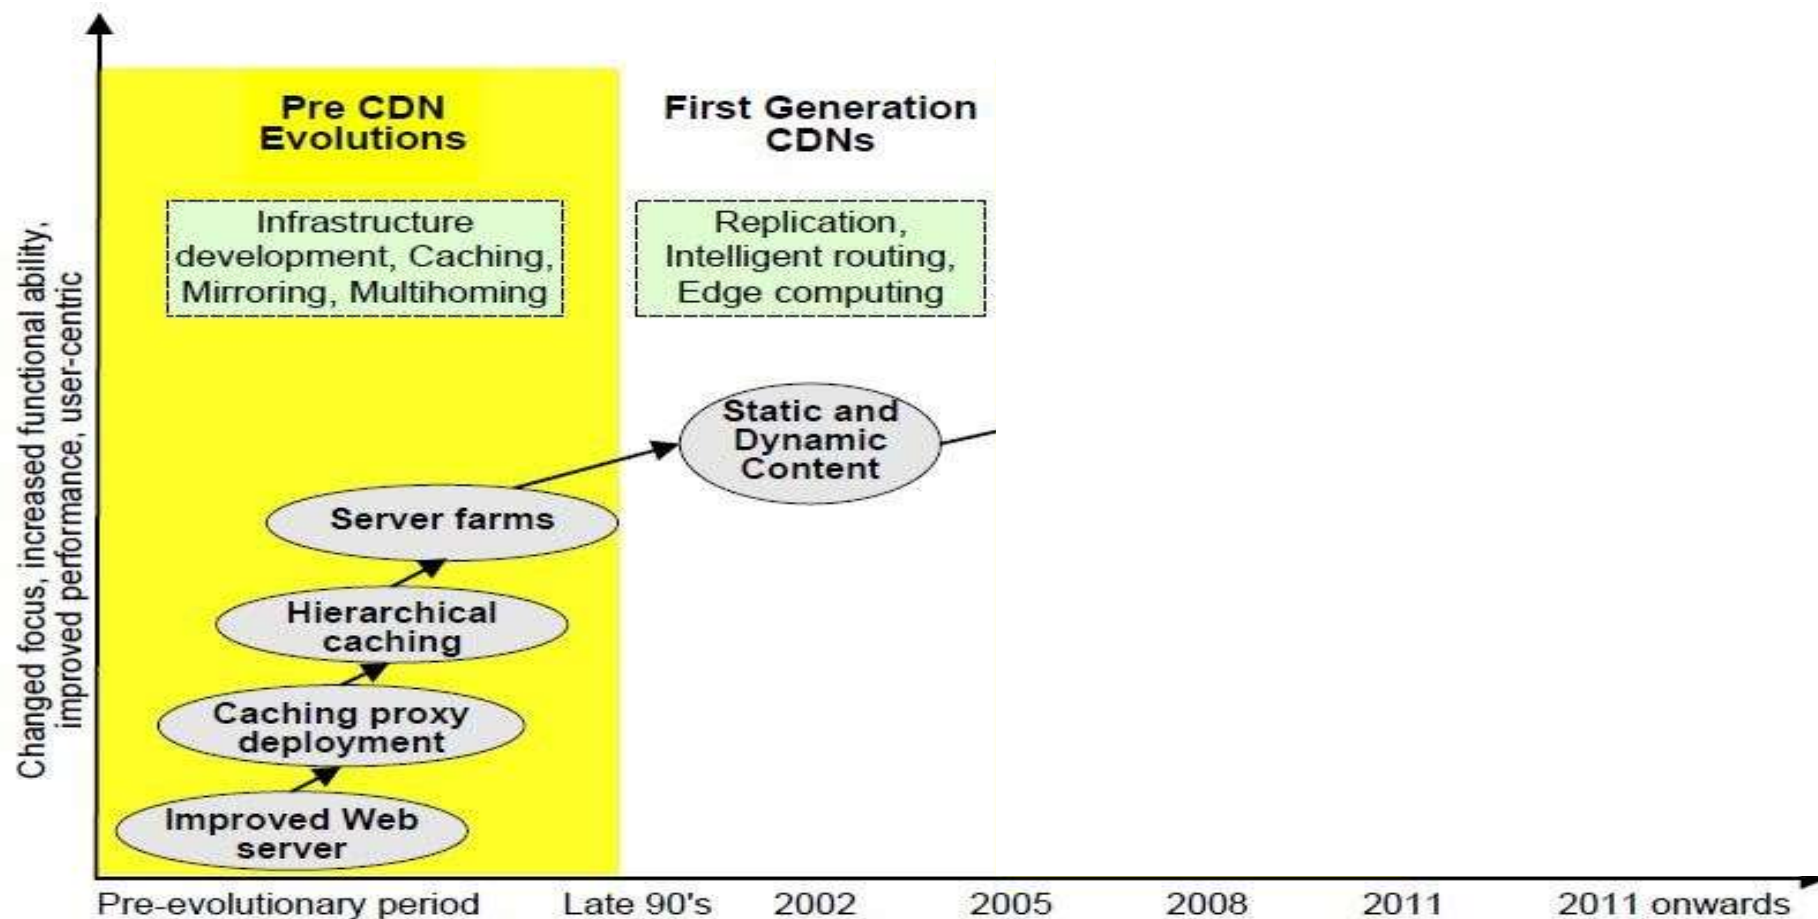 Changed focus, increased functional ability,
improved performance, user-centric
Pre CDN
Evolutions
Infrastructure
development, Caching,
Mirroring, Multihoming
First Generation
CDNs
Replication,
Intelligent routing,
Edge computing
Static and
Dynamic
Content
Server farms
Hierarchical
caching
Caching proxy
deployment
Improved Web
server
Pre-evolutionary period Late 90's 2002 2005 2008 2011 2011 onwards